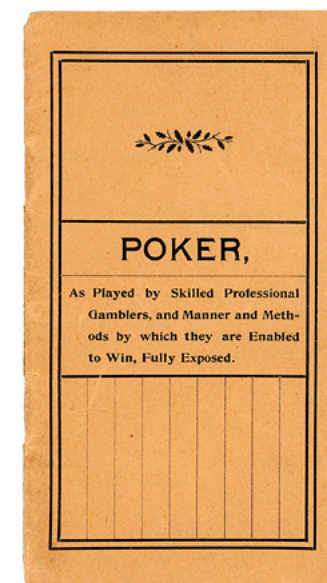 POKER,
As Played by Skilled Professional
Gamblers, and Manner and Meth-
ods by which they are Enabled
to Win, Fully Exposed.